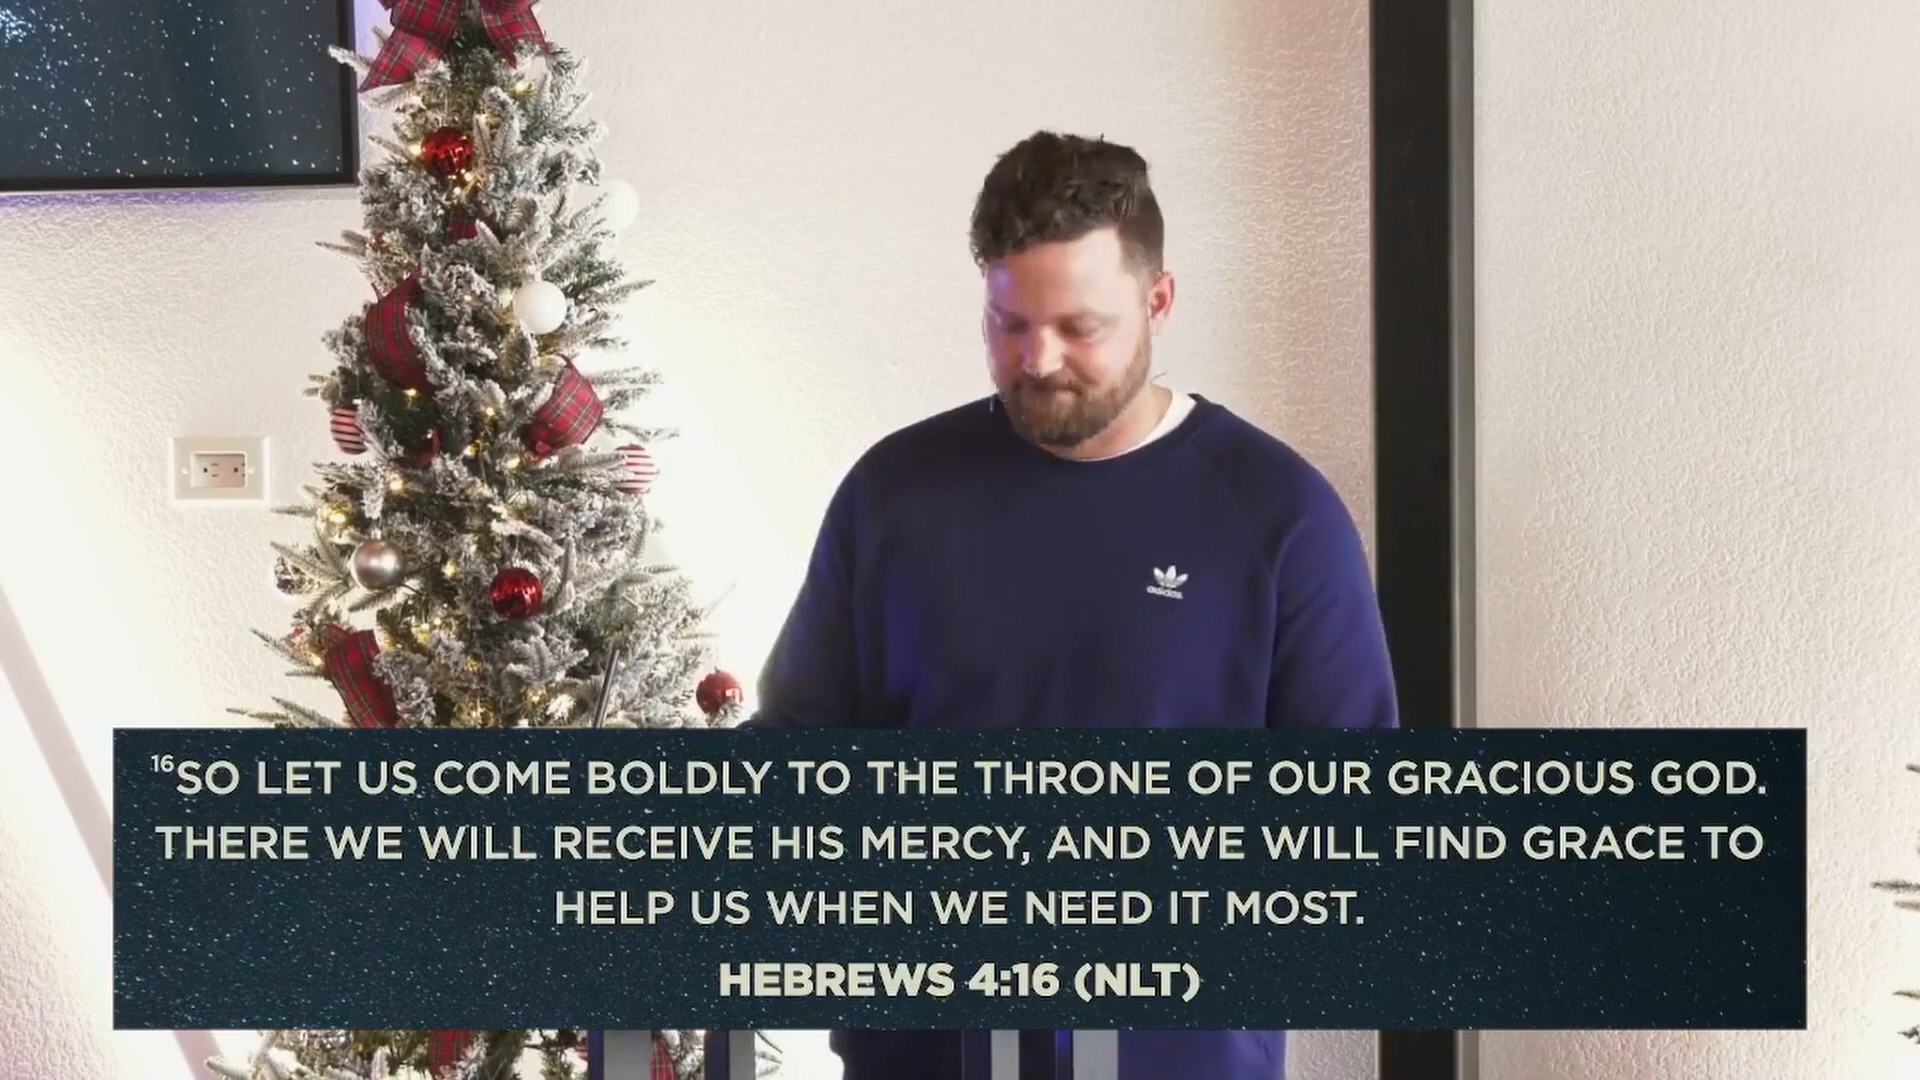 adidas
¹⁶SO LET US COME BOLDLY TO THE THRONE OF OUR GRACIOUS GOD.
THERE WE WILL RECEIVE HIS MERCY, AND WE WILL FIND GRACE TO
HELP US WHEN WE NEED IT MOST.
HEBREWS 4:16 (NLT)